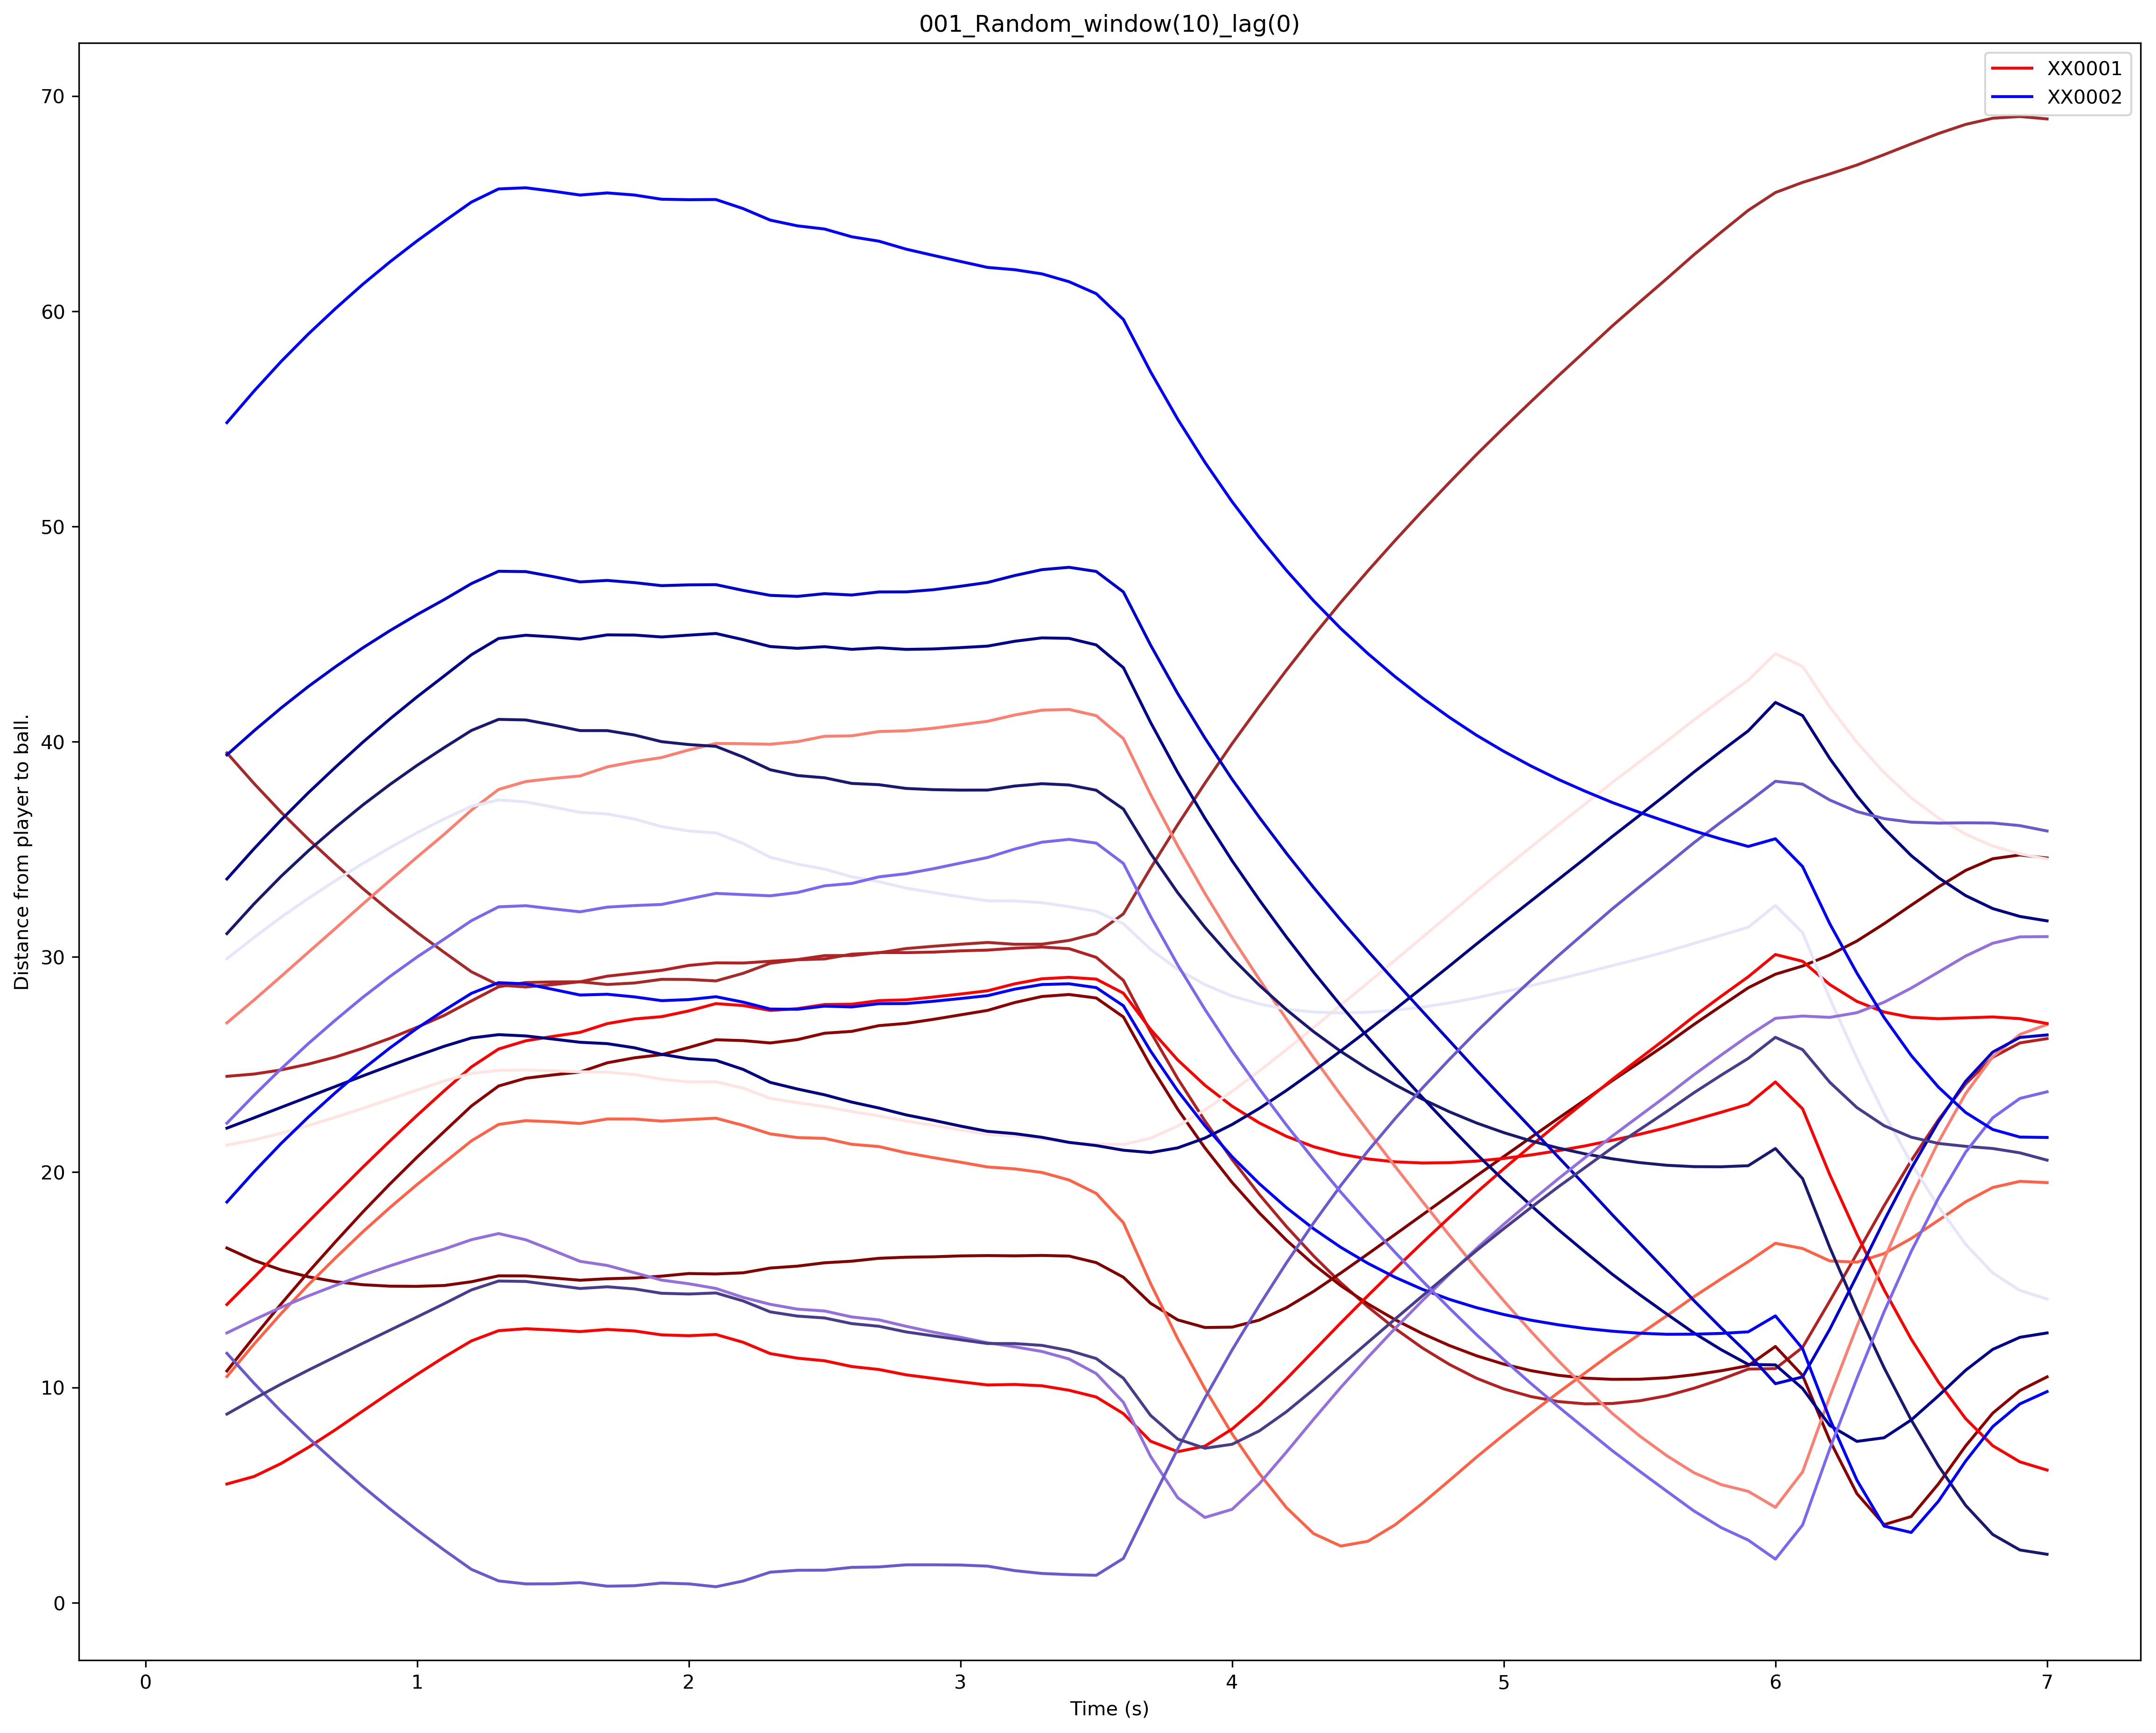 001_Random_window(10)_lag(0)
XX0001
XX0002
70
60
50
40
30
20
10
0
Distance from player to ball.
0 1 2 3 4 5 6 7
Time (s)